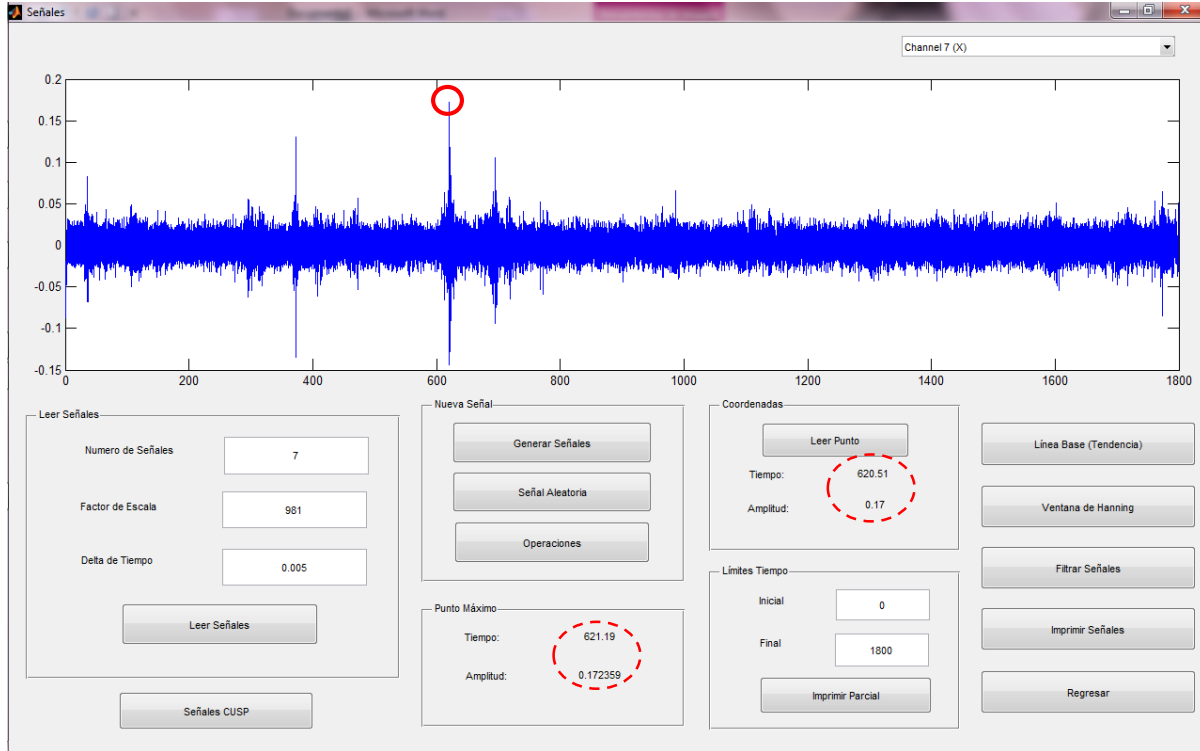 Señales
Channel 7 (X)
0.2
0.15
0.1
0.05
0
-0.05
-0.1
-0.15
0 200 400 600 800 1000 1200 1400 1600 1800
Leer Señales
Numero de Señales 7
Factor de Escala 981
Delta de Tiempo 0.005
Leer Señales
Señales CUSP
Nueva Señal
Generar Señales
Señal Aleatoria
Operaciones
Punto Máximo
Tiempo: 621.19
Amplitud: 0.172359
Coordenadas
Leer Punto
Tiempo: 620.51
Amplitud: 0.17
Límites Tiempo
Inicial 0
Final 1800
Imprimir Parcial
Línea Base (Tendencia)
Ventana de Hanning
Filtrar Señales
Imprimir Señales
Regresar